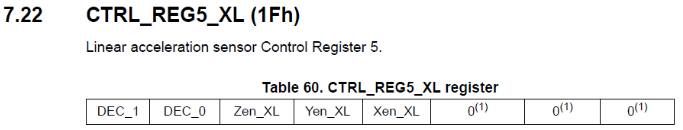 7.22 CTRL_REG5_XL (1Fh)
Linear acceleration sensor Control Register 5.
Table 60. CTRL_REG5_XL register
DEC_1 DEC_0 Zen_XL Yen_XL Xen_XL 0(1) 0(1) 0(1)